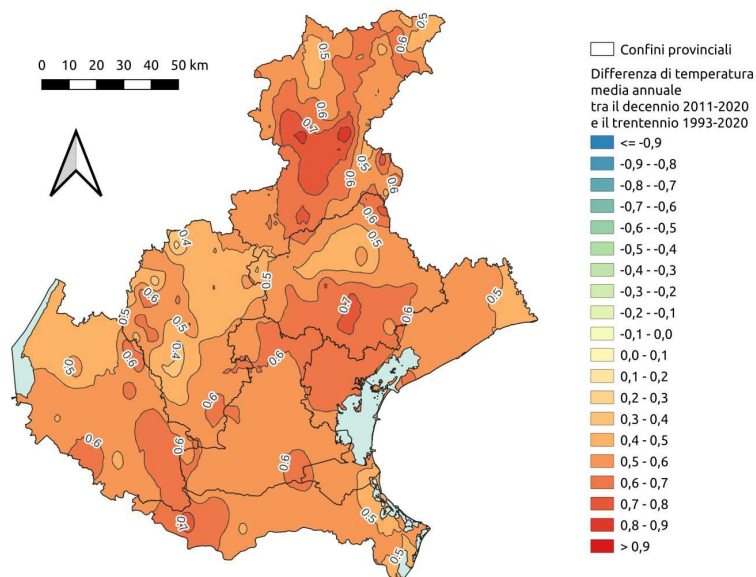 0 10 20 30 40 50 km
Confini provinciali
Differenza di temperatura
media annuale
tra il decennio 2011-2020
e il trentennio 1993-2020
<= -0,9
-0,9 - -0,8
-0,8 - -0,7
-0,7 - -0,6
-0,6 - -0,5
-0,5 - -0,4
-0,4 - -0,3
-0,3 - -0,2
-0,2 - -0,1
-0,1 - 0,0
0,0 - 0,1
0,1 - 0,2
0,2 - 0,3
0,3 - 0,4
0,4 - 0,5
0,5 - 0,6
0,6 - 0,7
0,7 - 0,8
0,8 - 0,9
> 0,9
0.5
0.6
0.5
0.6
0.7
0.5
0.6
0.6
0.6
0.4
0.5
0.5
0.6
0.5
0.5
0.5
0.7
0.6
0.4
0.6
0.5
0.6
0.6
0.6
0.6
0.7
0.5
0.5